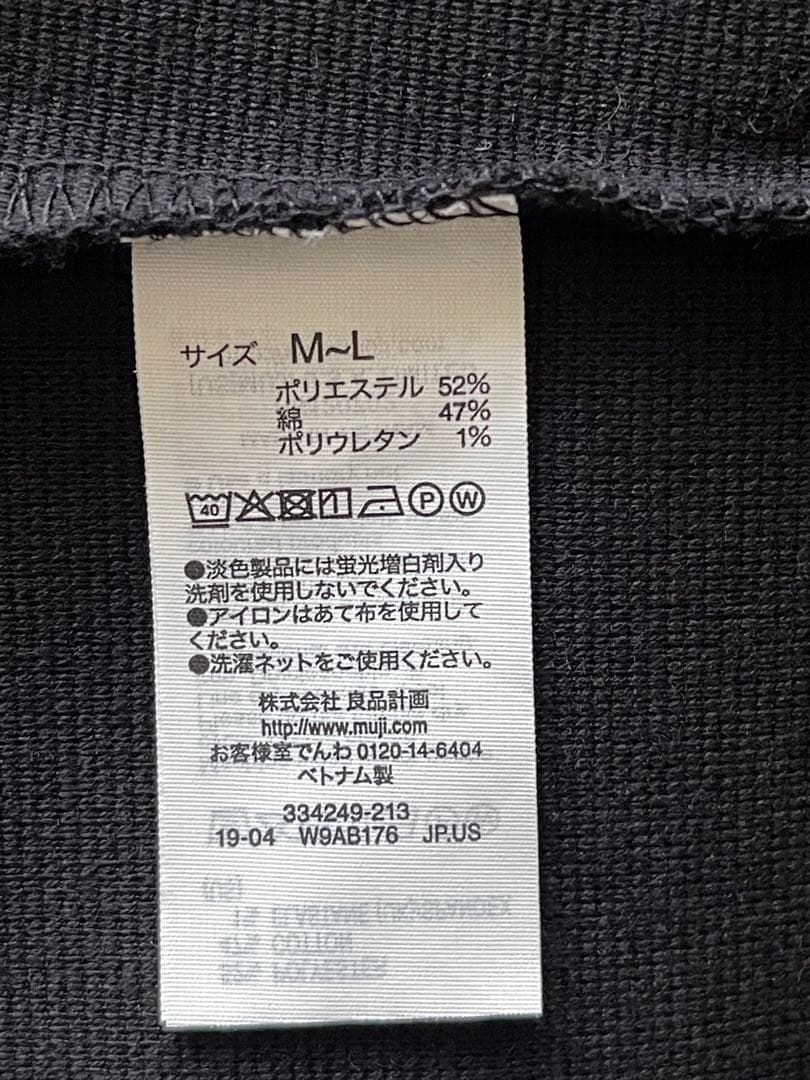 サイズ M~L
ポリエステル 52%
綿 47%
ポリウレタン 1%
40 P W
●淡色製品には蛍光増白剤入り
洗剤を使用しないでください。
●アイロンはあて布を使用して
ください。
●洗濯ネットをご使用ください。
株式会社 良品計画
http://www.muji.com
お客様室でんわ 0120-14-6404
ベトナム製
334249-213
19-04 W9AB176 JP.US